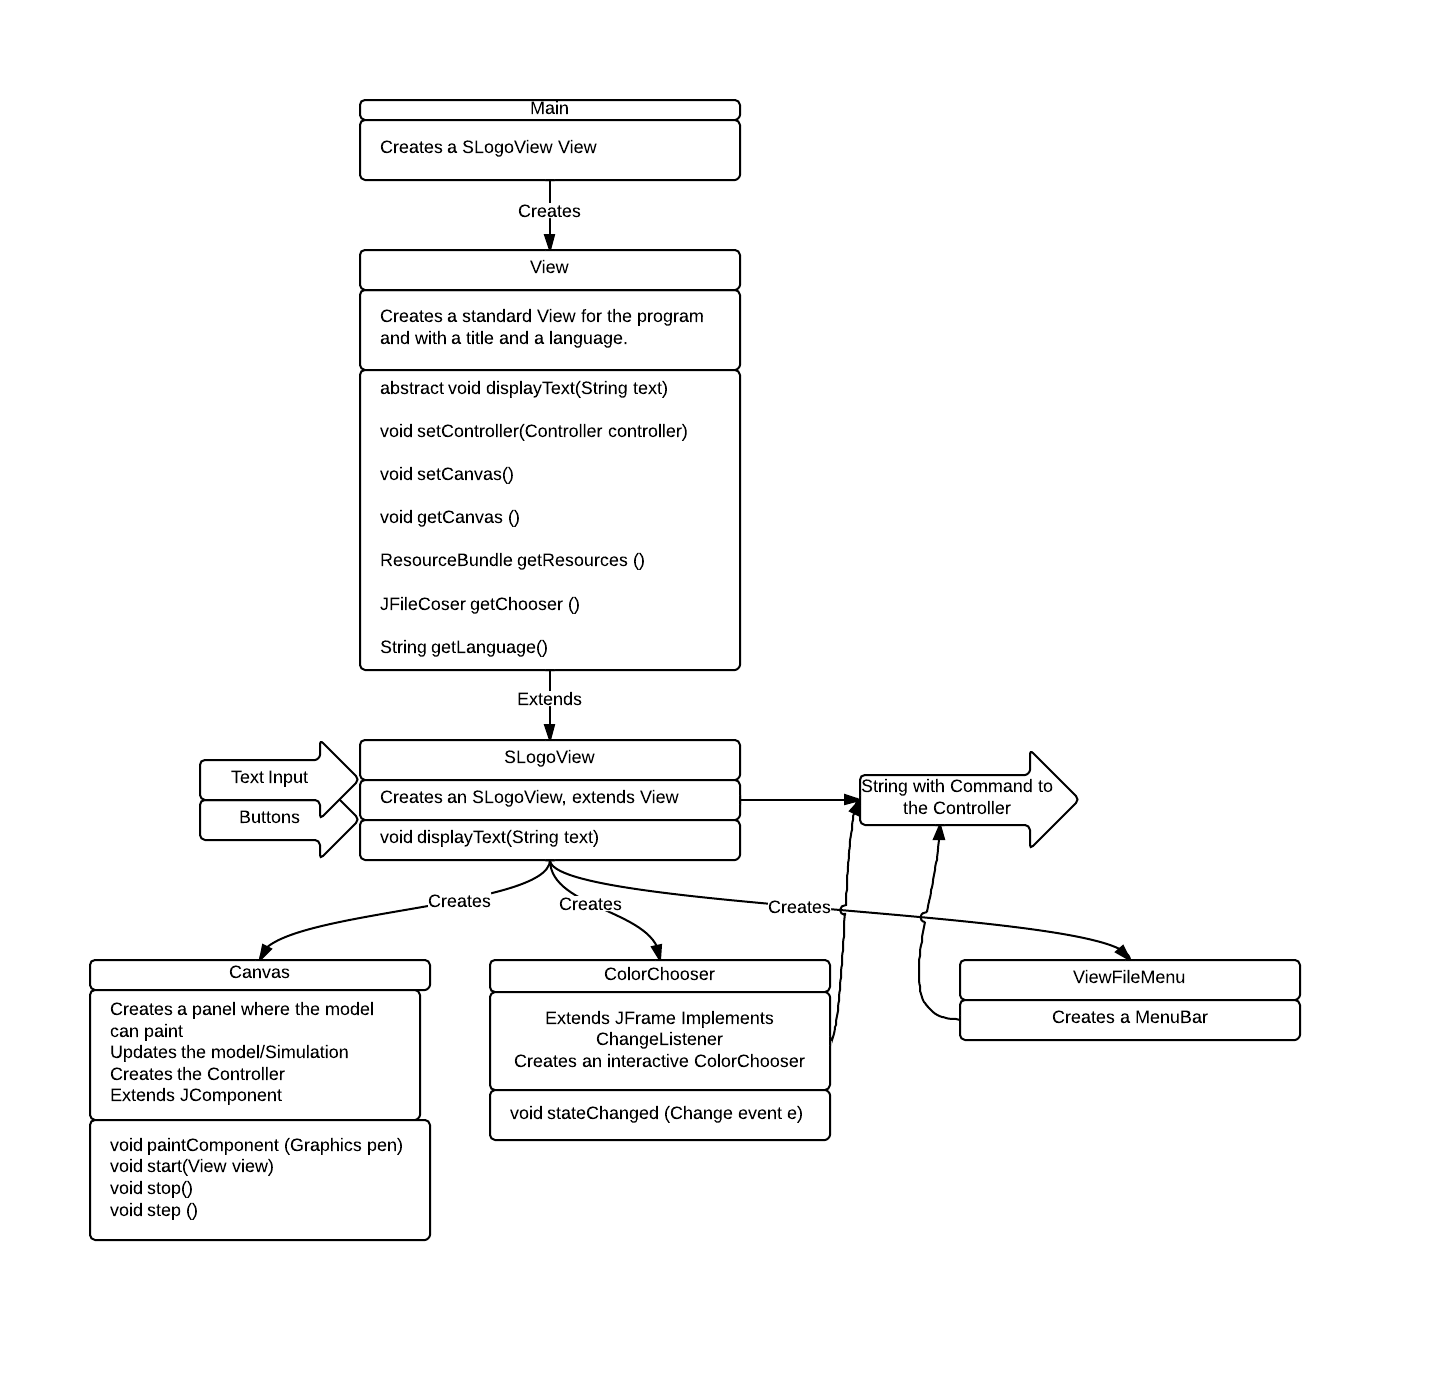 Main
Creates a SLogoView View
Creates
View
Creates a standard View for the program
and with a title and a language.
abstract void displayText(String text)
void setController(Controller controller)
void setCanvas()
void getCanvas ()
ResourceBundle getResources ()
JFileCoser getChooser ()
String getLanguage()
Extends
SLogoView
Text Input
Creates an SLogoView, extends View
String with Command to
the Controller
Buttons
void displayText(String text)
Creates
Creates
Creates
Canvas
Creates a panel where the model
can paint
Updates the model/Simulation
Creates the Controller
Extends JComponent
void paintComponent (Graphics pen)
void start(View view)
void stop()
void step ()
ColorChooser
Extends JFrame Implements
ChangeListener
Creates an interactive ColorChooser
void stateChanged (Change event e)
ViewFileMenu
Creates a MenuBar